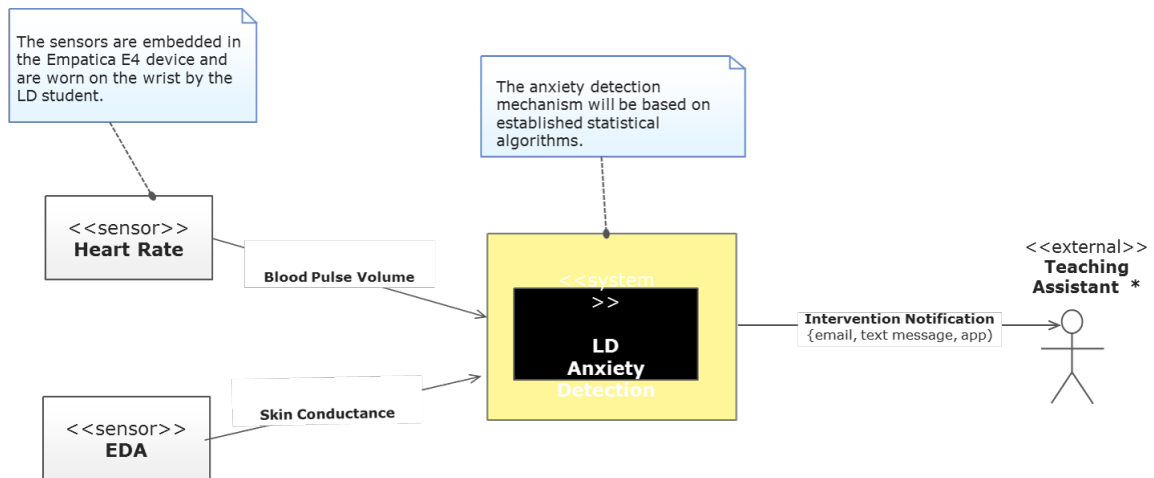 The sensors are embedded in
the Empatica E4 device and
are worn on the wrist by the
LD student.
The anxiety detection
mechanism will be based on
established statistical
algorithms.
<<sensor>>
Heart Rate
Blood Pulse Volume
<<system
>>
LD
Anxiety
Detection
<<external>>
Teaching
Assistant *
Intervention Notification
{email, text message, app)
Skin Conductance
<<sensor>>
EDA